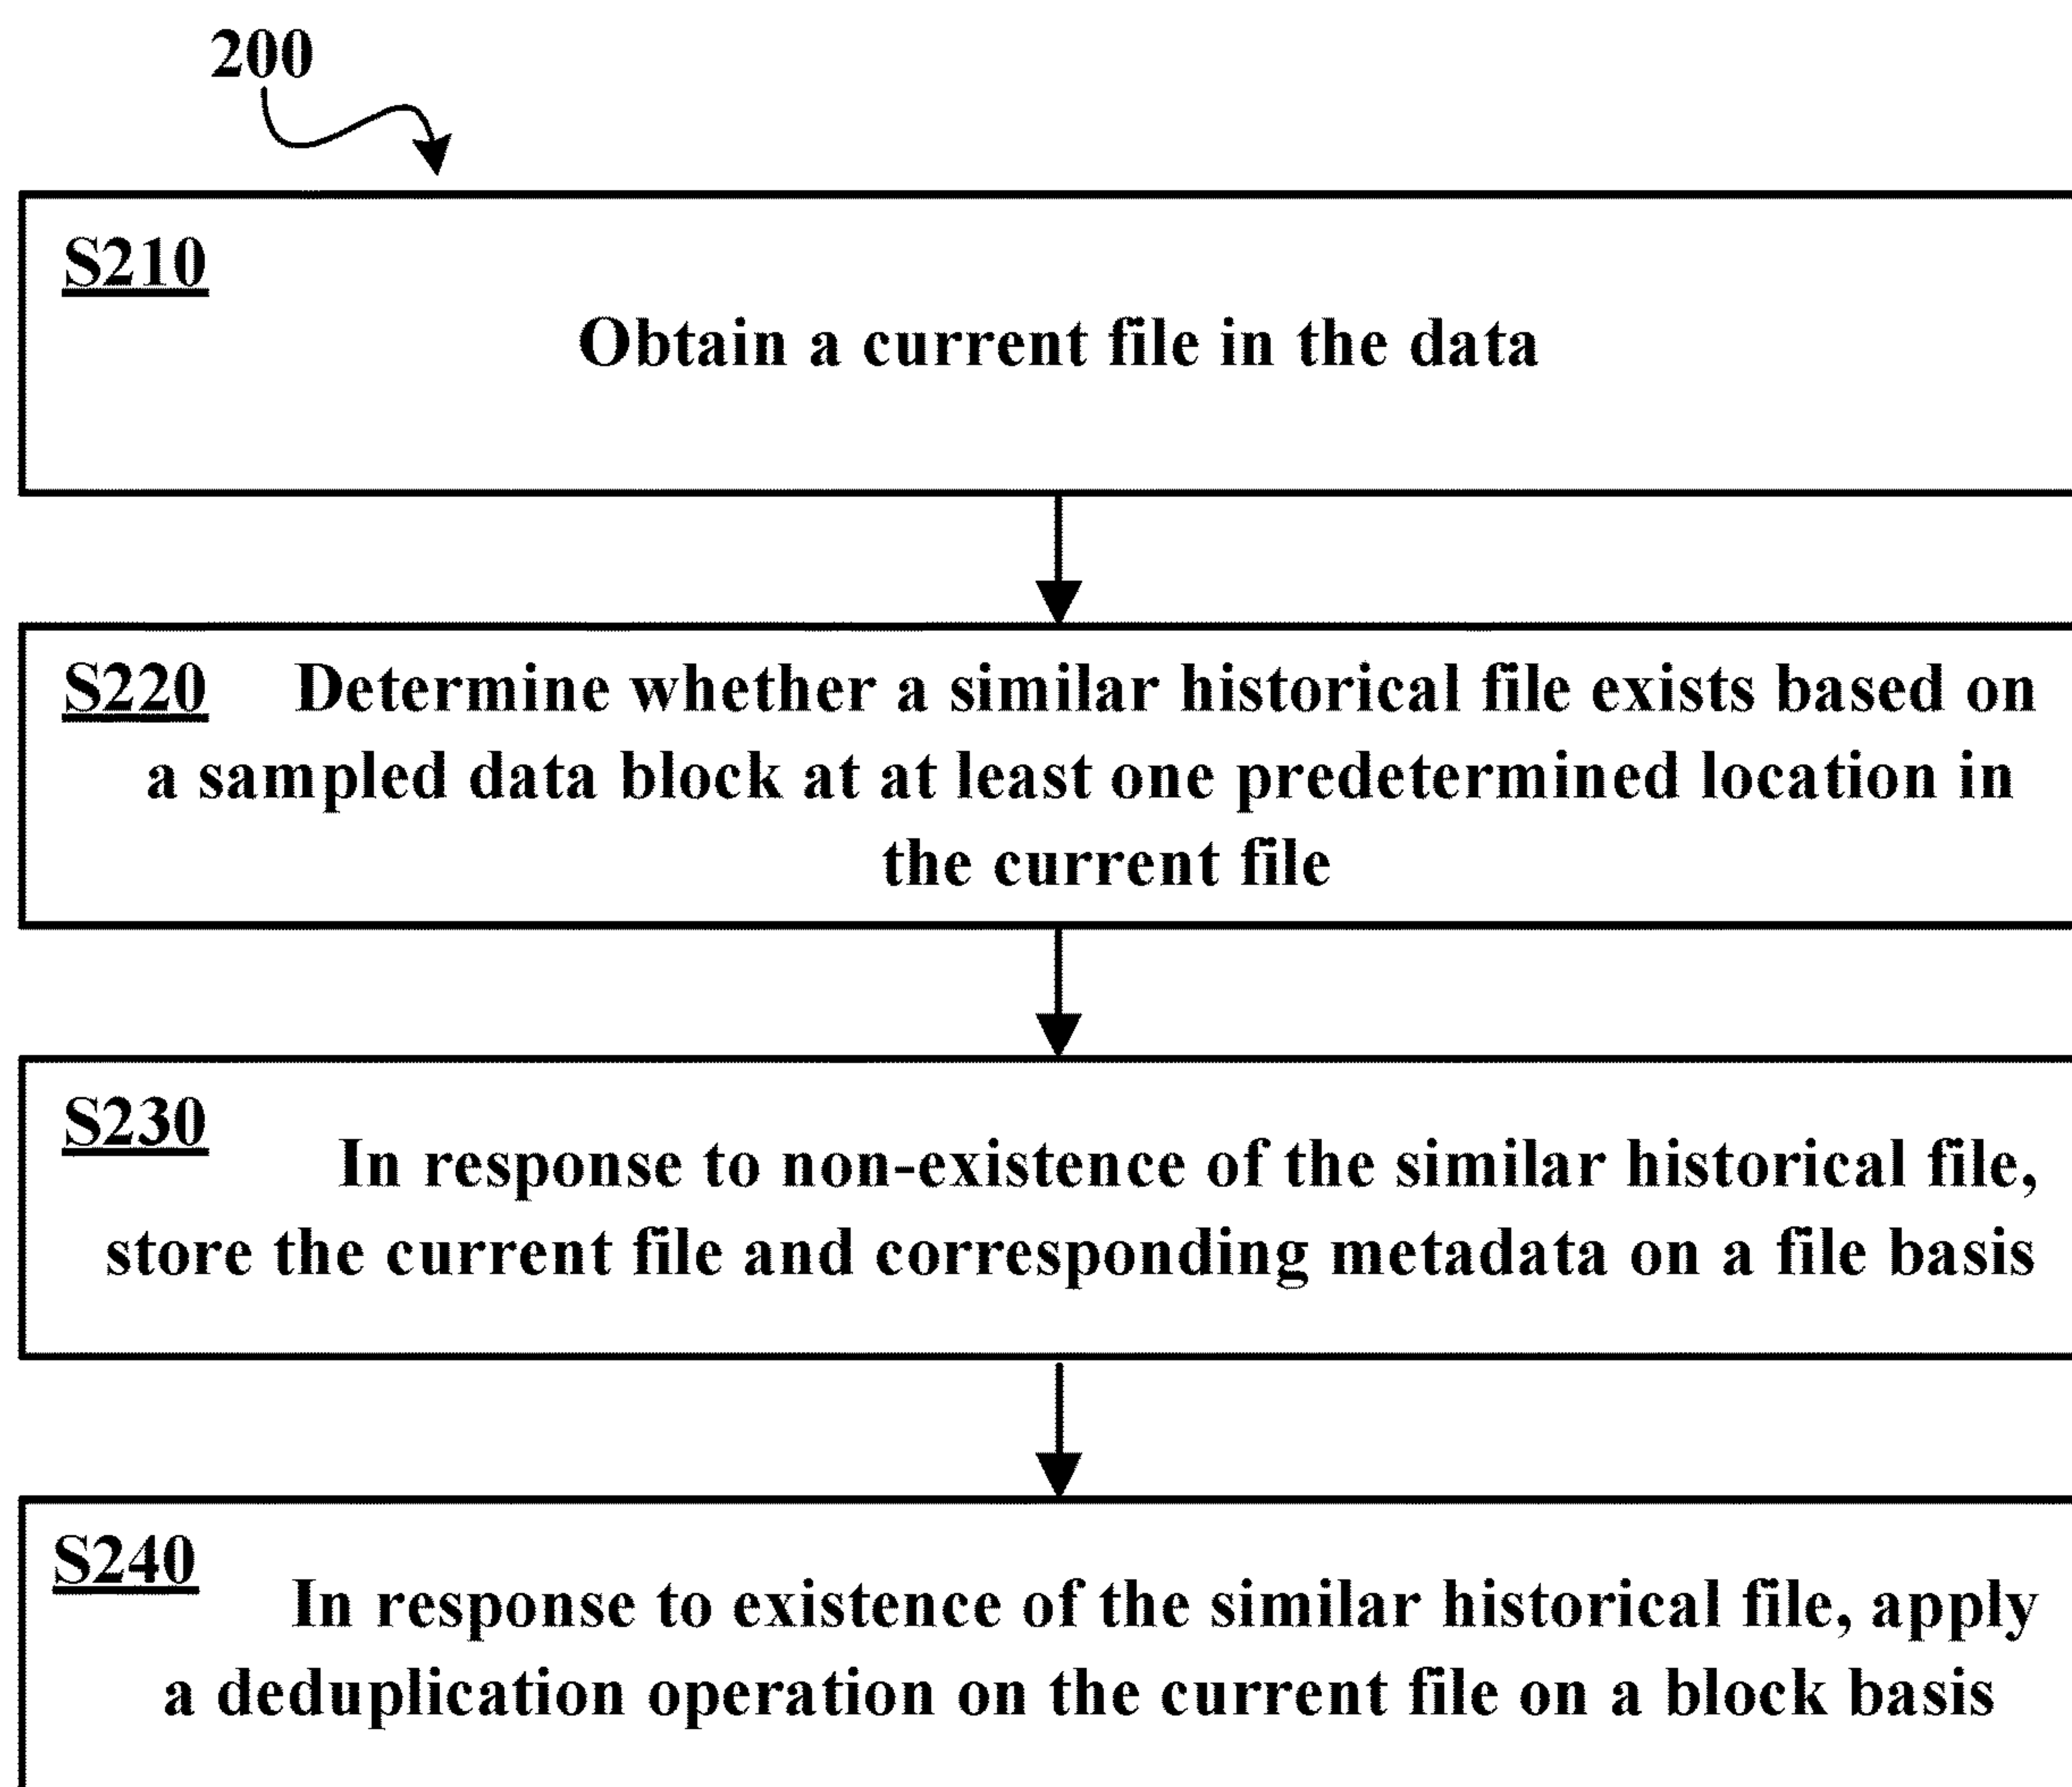 200
S210
Obtain a current file in the data
S220 Determine whether a similar historical file exists based on
a sampled data block at at least one predetermined location in
the current file
S230
In response to non-existence of the similar historical file,
store the current file and corresponding metadata on a file basis
S240
In response to existence of the similar historical file, apply
a deduplication operation on the current file on a block basis